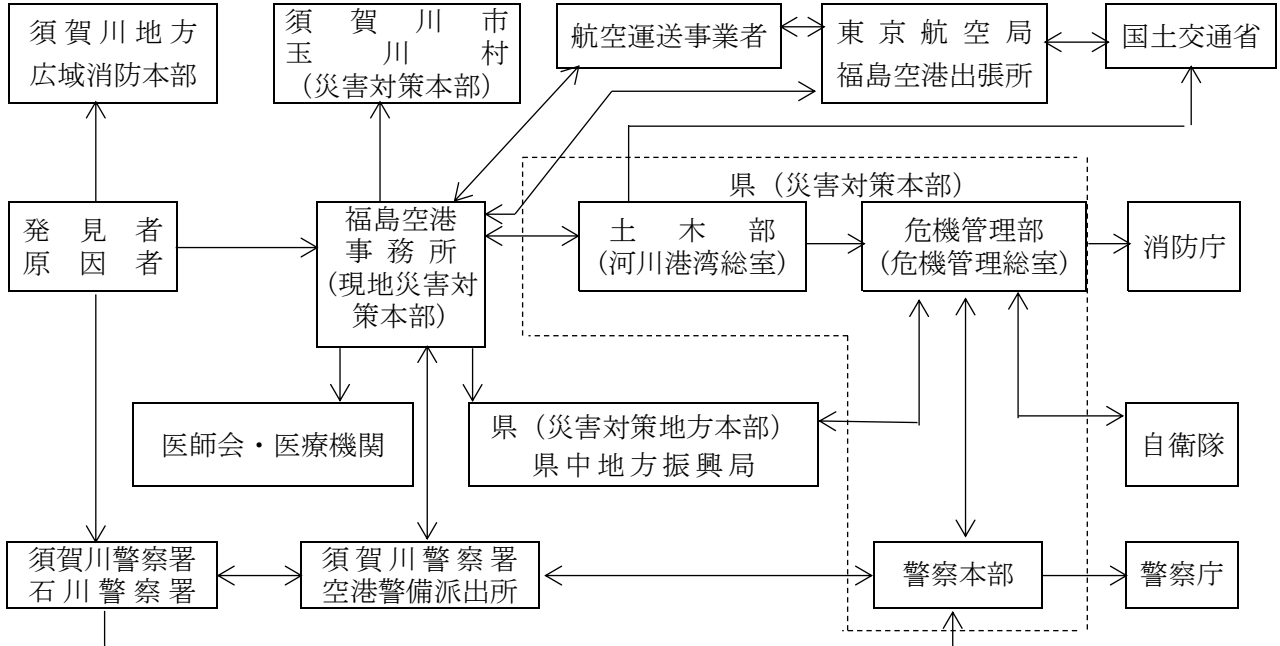 須賀川地方
広域消防本部
須賀川市
玉川村
(災害対策本部)
航空運送事業者
東京航空局
福島空港出張所
国土交通省
県(災害対策本部)
発見者
原因者
福島空港
事務所
(現地災害対
策本部)
土木部
(河川港湾総室)
危機管理部
(危機管理総室)
消防庁
医師会・医療機関
県(災害対策地方本部)
県中地方振興局
自衛隊
須賀川警察署
石川警察署
須賀川警察署
空港警備派出所
警察本部
警察庁